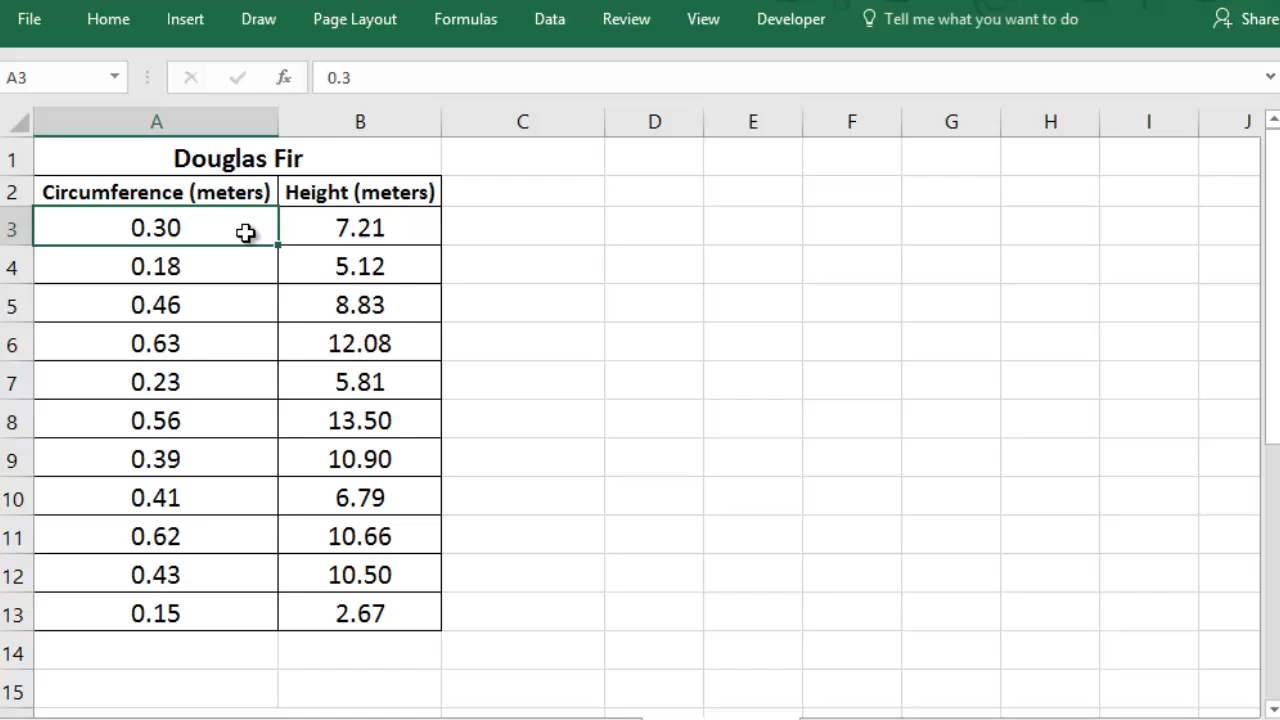 File Home Insert Draw Page Layout Formulas Data Review View Developer Tell me what you want to do Share
A3 fx 0.3
A B C D E F G H I J
1 Douglas Fir
2 Circumference (meters) Height (meters)
3 0.30 7.21
4 0.18 5.12
5 0.46 8.83
6 0.63 12.08
7 0.23 5.81
8 0.56 13.50
9 0.39 10.90
10 0.41 6.79
11 0.62 10.66
12 0.43 10.50
13 0.15 2.67
14
15